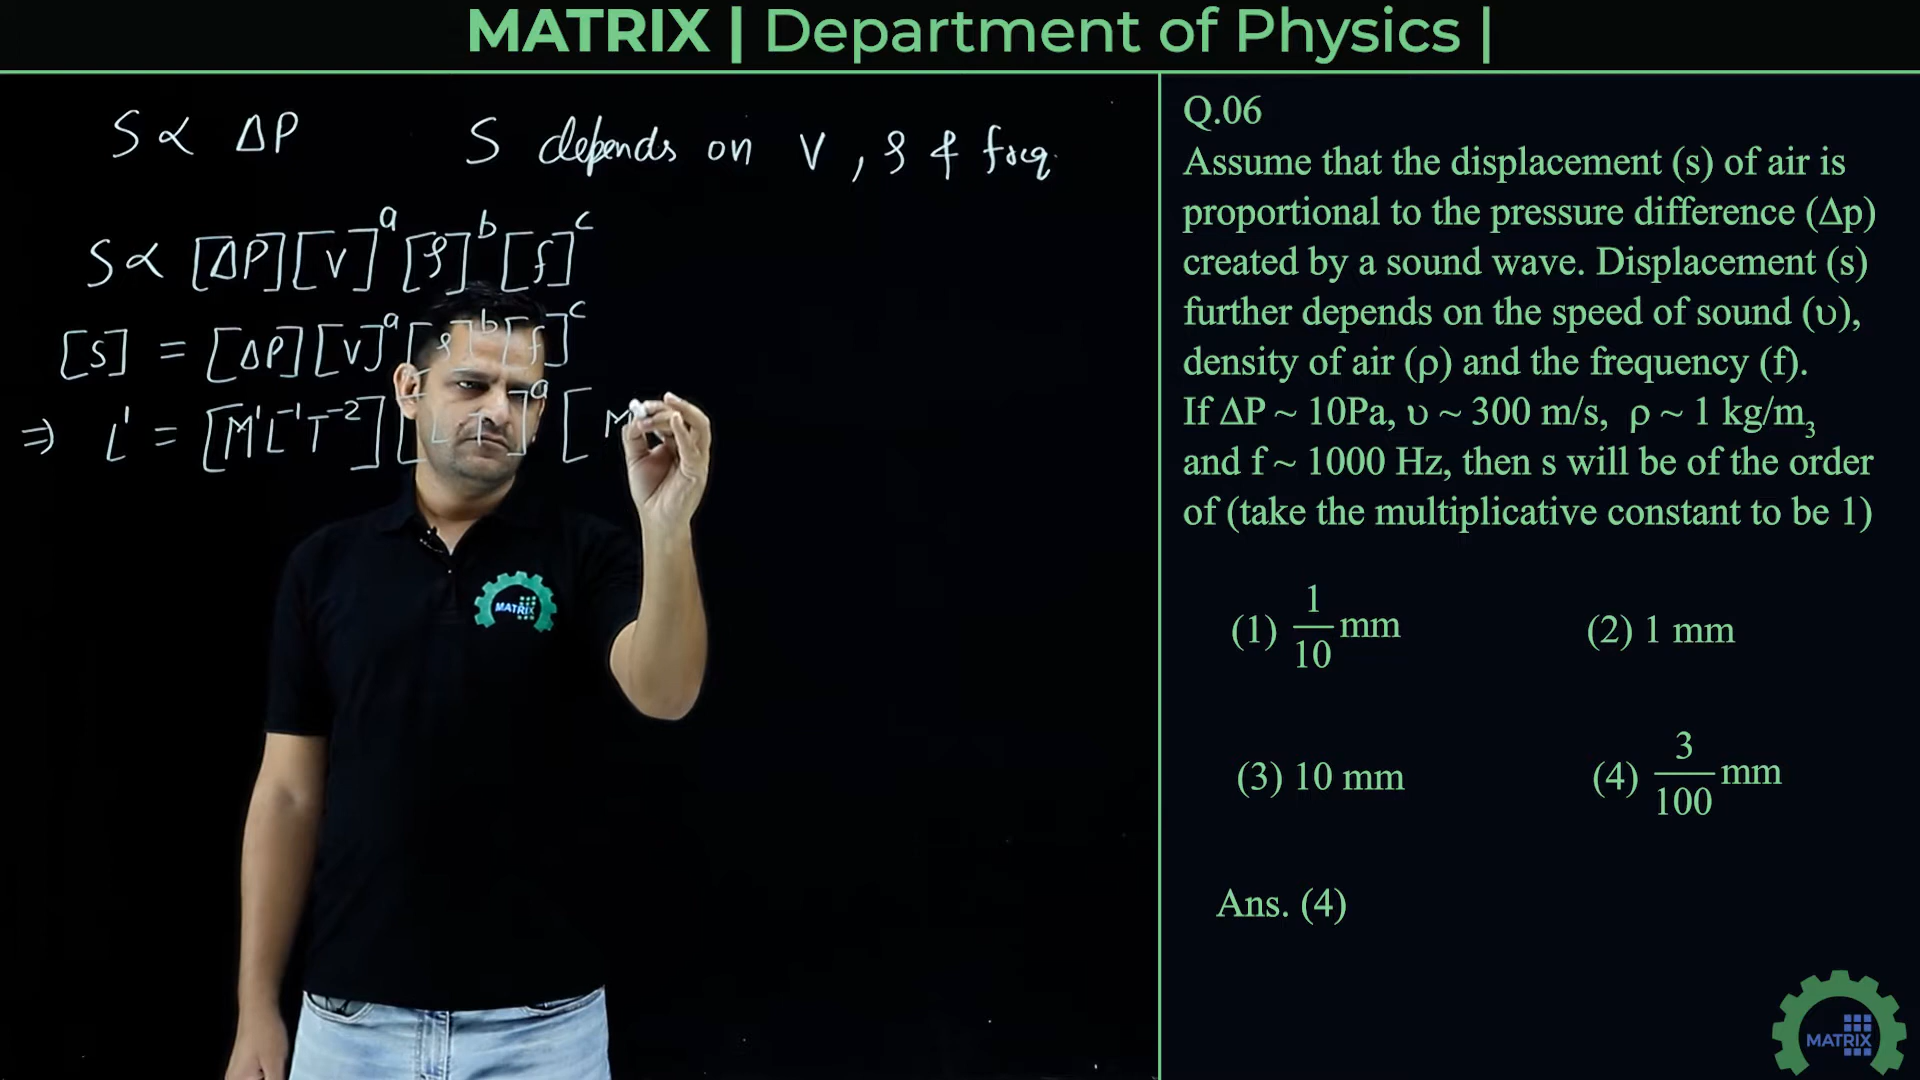 MATRIX | Department of Physics |
S ∝ ΔP
S depends on V, ρ & freq.
S ∝ [ΔP][V]ᵃ[ρ]ᵇ[f]ᶜ
[S] = [ΔP][V]ᵃ[ρ]ᵇ[f]ᶜ
⇒ L¹ = [M¹L⁻¹T⁻²][L T]ᵃ[M
MATRIX
Q.06
Assume that the displacement (s) of air is
proportional to the pressure difference (Δp)
created by a sound wave. Displacement (s)
further depends on the speed of sound (υ),
density of air (ρ) and the frequency (f).
If ΔP ~ 10Pa, υ ~ 300 m/s, ρ ~ 1 kg/m₃
and f ~ 1000 Hz, then s will be of the order
of (take the multiplicative constant to be 1)
(1) 1/10 mm (2) 1 mm
(3) 10 mm (4) 3/100 mm
Ans. (4)
MATRIX